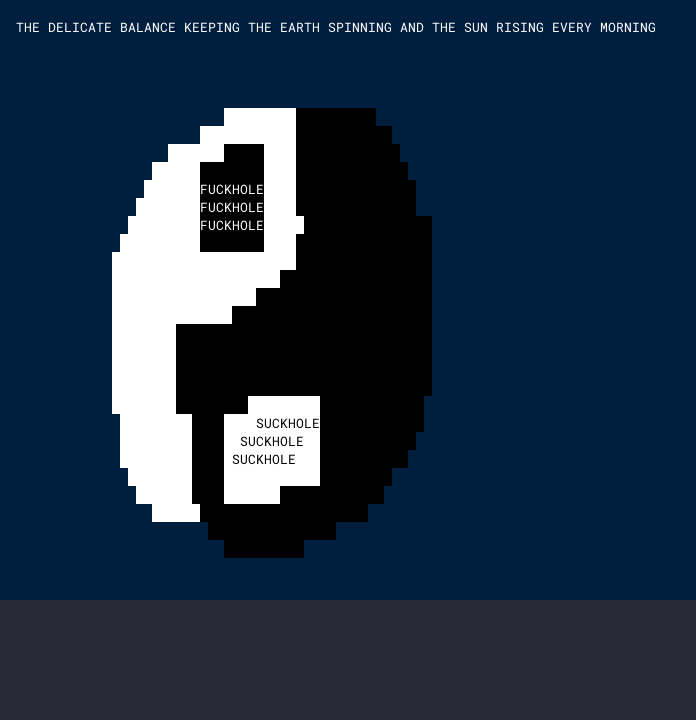 THE DELICATE BALANCE KEEPING THE EARTH SPINNING AND THE SUN RISING EVERY MORNING
FUCKHOLE
FUCKHOLE
FUCKHOLE
SUCKHOLE
SUCKHOLE
SUCKHOLE